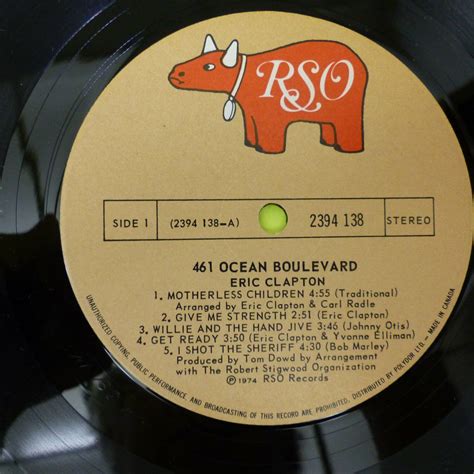 RSO
SIDE 1
(2394 138-A)
2394 138
STEREO
461 OCEAN BOULEVARD
ERIC CLAPTON
1. MOTHERLESS CHILDREN 4:55 (Traditional)
Arranged by Eric Clapton & Carl Radle
2. GIVE ME STRENGTH 2:51 (Eric Clapton)
3. WILLIE AND THE HAND JIVE 3:46 (Johnny Otis)
4. GET READY 3:50 (Eric Clapton & Yvonne Elliman)
5. I SHOT THE SHERIFF 4:30 (Bob Marley)
Produced by Tom Dowd by Arrangement
with The Robert Stigwood Organization
Ⓟ 1974 RSO Records
UNAUTHORIZED COPYING, PUBLIC PERFORMANCE, AND BROADCASTING OF THIS RECORD ARE PROHIBITED. DISTRIBUTED BY POLYDOR LTD. – MADE IN CANADA